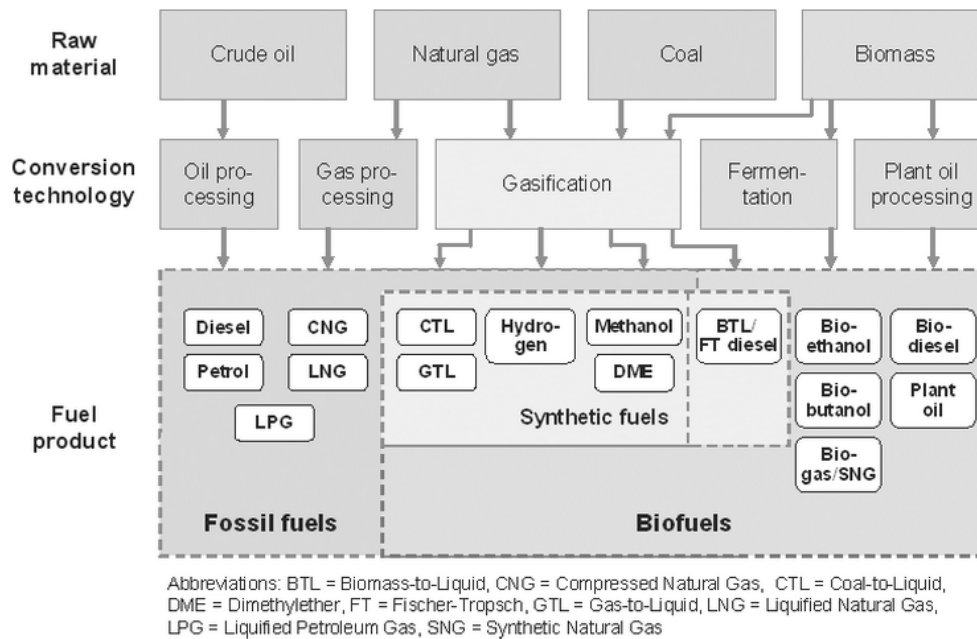 Raw
material
Crude oil
Natural gas
Coal
Biomass
Conversion
technology
Oil pro-
cessing
Gas pro-
cessing
Gasification
Fermen-
tation
Plant oil
processing
Fuel
product
Diesel
Petrol
LPG
CNG
LNG
CTL
GTL
Hydro-
gen
Methanol
DME
BTL/
FT diesel
Synthetic fuels
Bio-
ethanol
Bio-
butanol
Bio-
gas/SNG
Bio-
diesel
Plant
oil
Fossil fuels
Biofuels
Abbreviations: BTL = Biomass-to-Liquid, CNG = Compressed Natural Gas, CTL = Coal-to-Liquid,
DME = Dimethylether, FT = Fischer-Tropsch, GTL = Gas-to-Liquid, LNG = Liquified Natural Gas,
LPG = Liquified Petroleum Gas, SNG = Synthetic Natural Gas